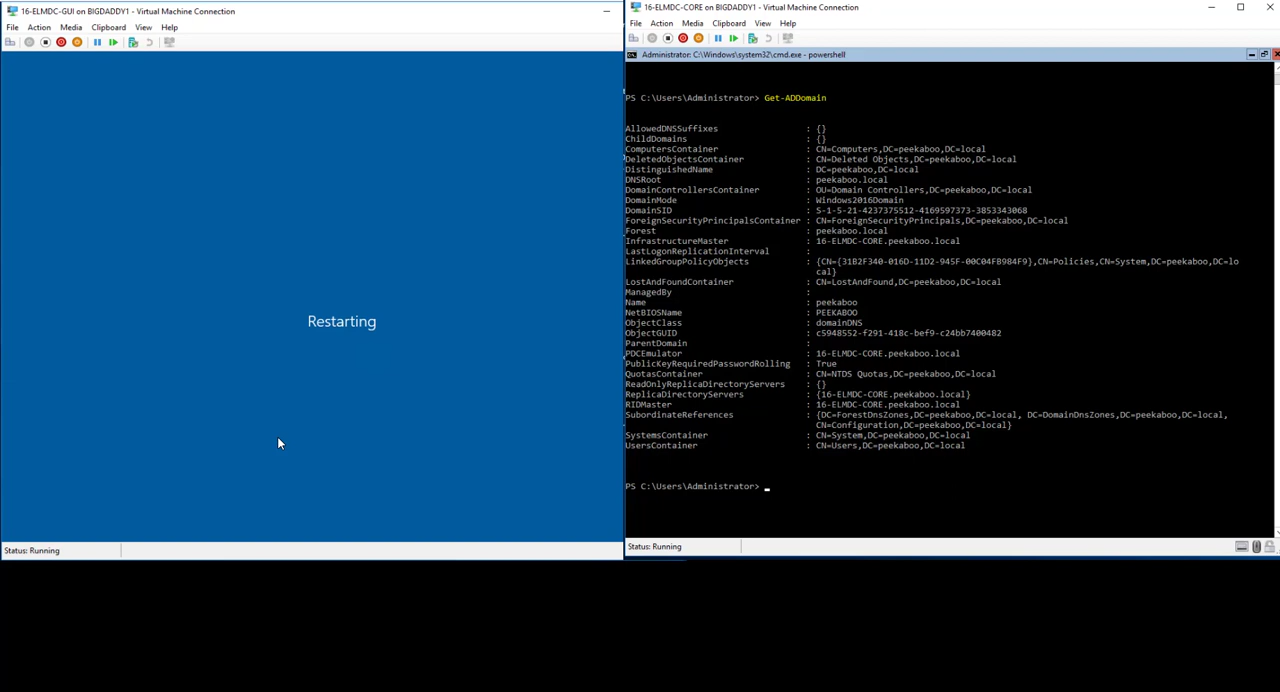 16-ELMDC-GUI on BIGDADDY1 - Virtual Machine Connection
File Action Media Clipboard View Help
Restarting
Status: Running
16-ELMDC-CORE on BIGDADDY1 - Virtual Machine Connection
File Action Media Clipboard View Help
Administrator: C:\Windows\system32\cmd.exe - powershell
PS C:\Users\Administrator> Get-ADDomain
AllowedDNSSuffixes : {}
ChildDomains : {}
ComputersContainer : CN=Computers,DC=peekaboo,DC=local
DeletedObjectsContainer : CN=Deleted Objects,DC=peekaboo,DC=local
DistinguishedName : DC=peekaboo,DC=local
DNSRoot : peekaboo.local
DomainControllersContainer : OU=Domain Controllers,DC=peekaboo,DC=local
DomainMode : Windows2016Domain
DomainSID : S-1-5-21-4237375512-4169597373-3853343068
ForeignSecurityPrincipalsContainer : CN=ForeignSecurityPrincipals,DC=peekaboo,DC=local
Forest : peekaboo.local
InfrastructureMaster : 16-ELMDC-CORE.peekaboo.local
LastLogonReplicationInterval :
LinkedGroupPolicyObjects : {CN={31B2F340-016D-11D2-945F-00C04FB984F9},CN=Policies,CN=System,DC=peekaboo,DC=lo
cal}
LostAndFoundContainer : CN=LostAndFound,DC=peekaboo,DC=local
ManagedBy :
Name : peekaboo
NetBIOSName : PEEKABOO
ObjectClass : domainDNS
ObjectGUID : c5948552-f291-418c-bef9-c24bb7400482
ParentDomain :
PDCEmulator : 16-ELMDC-CORE.peekaboo.local
PublicKeyRequiredPasswordRolling : True
QuotasContainer : CN=NTDS Quotas,DC=peekaboo,DC=local
ReadOnlyReplicaDirectoryServers : {}
ReplicaDirectoryServers : {16-ELMDC-CORE.peekaboo.local}
RIDMaster : 16-ELMDC-CORE.peekaboo.local
SubordinateReferences : {DC=ForestDnsZones,DC=peekaboo,DC=local, DC=DomainDnsZones,DC=peekaboo,DC=local,
CN=Configuration,DC=peekaboo,DC=local}
SystemsContainer : CN=System,DC=peekaboo,DC=local
UsersContainer : CN=Users,DC=peekaboo,DC=local
PS C:\Users\Administrator> _
Status: Running